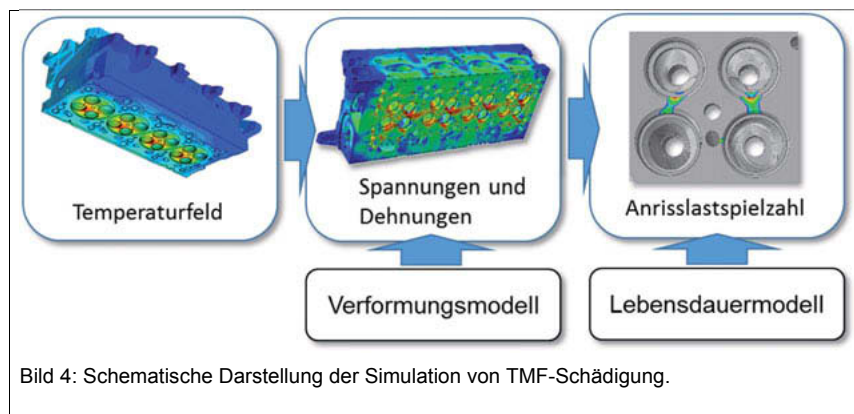 Temperaturfeld
Spannungen und
Dehnungen
Anrisslastspielzahl
Verformungsmodell
Lebensdauermodell
Bild 4: Schematische Darstellung der Simulation von TMF-Schädigung.